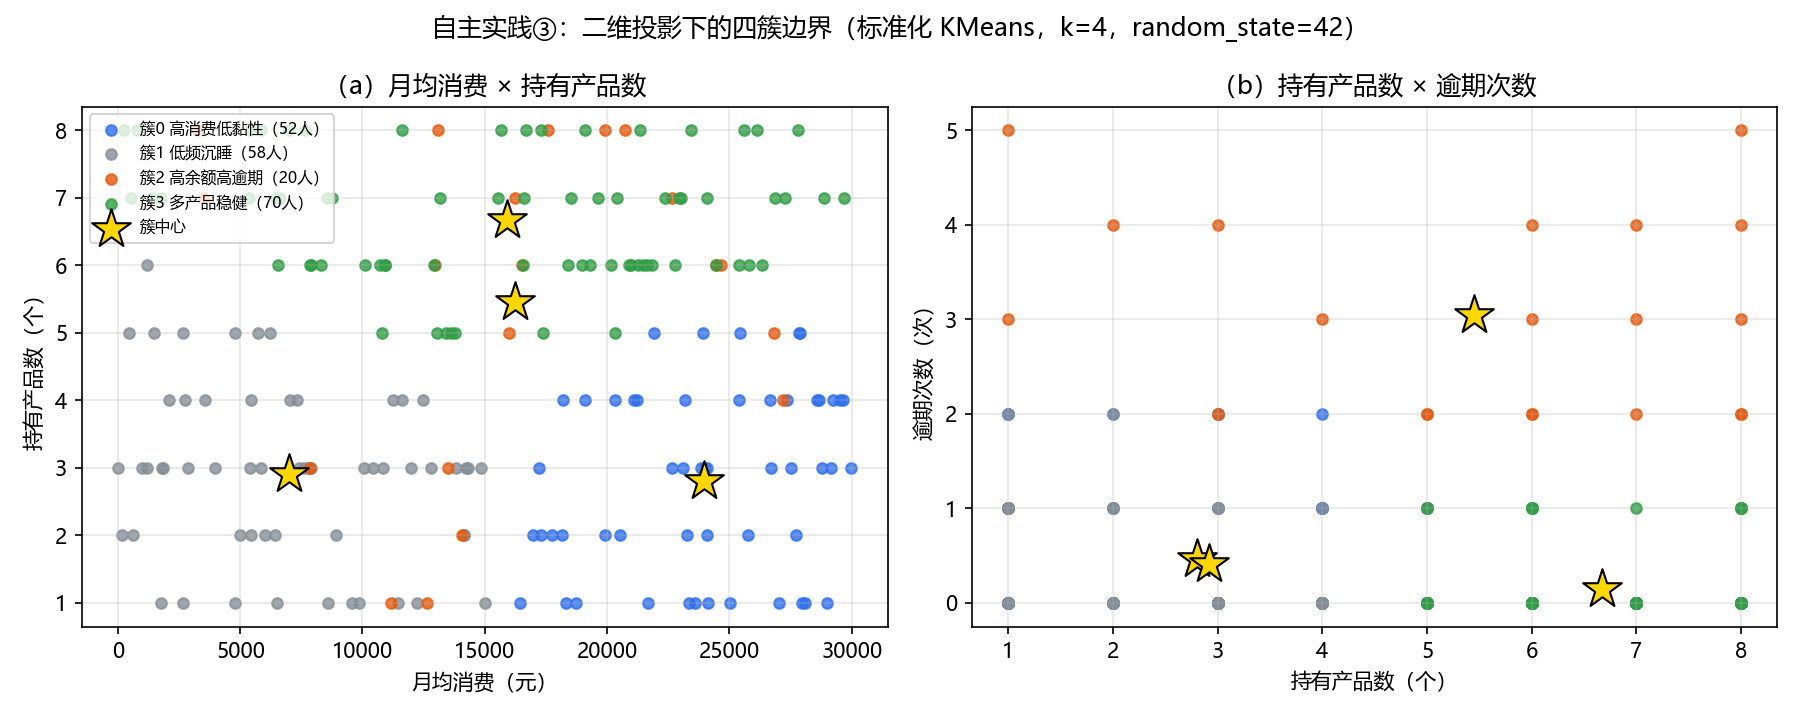 自主实践③：二维投影下的四簇边界（标准化 KMeans，k=4，random_state=42）
（a）月均消费 × 持有产品数
簇0 高消费低黏性（52人）
簇1 低频沉睡（58人）
簇2 高余额高逾期（20人）
簇3 多产品稳健（70人）
簇中心
8
7
6
5
4
3
2
1
持有产品数（个）
0 5000 10000 15000 20000 25000 30000
月均消费（元）
（b）持有产品数 × 逾期次数
5
4
3
2
1
0
逾期次数（次）
1 2 3 4 5 6 7 8
持有产品数（个）